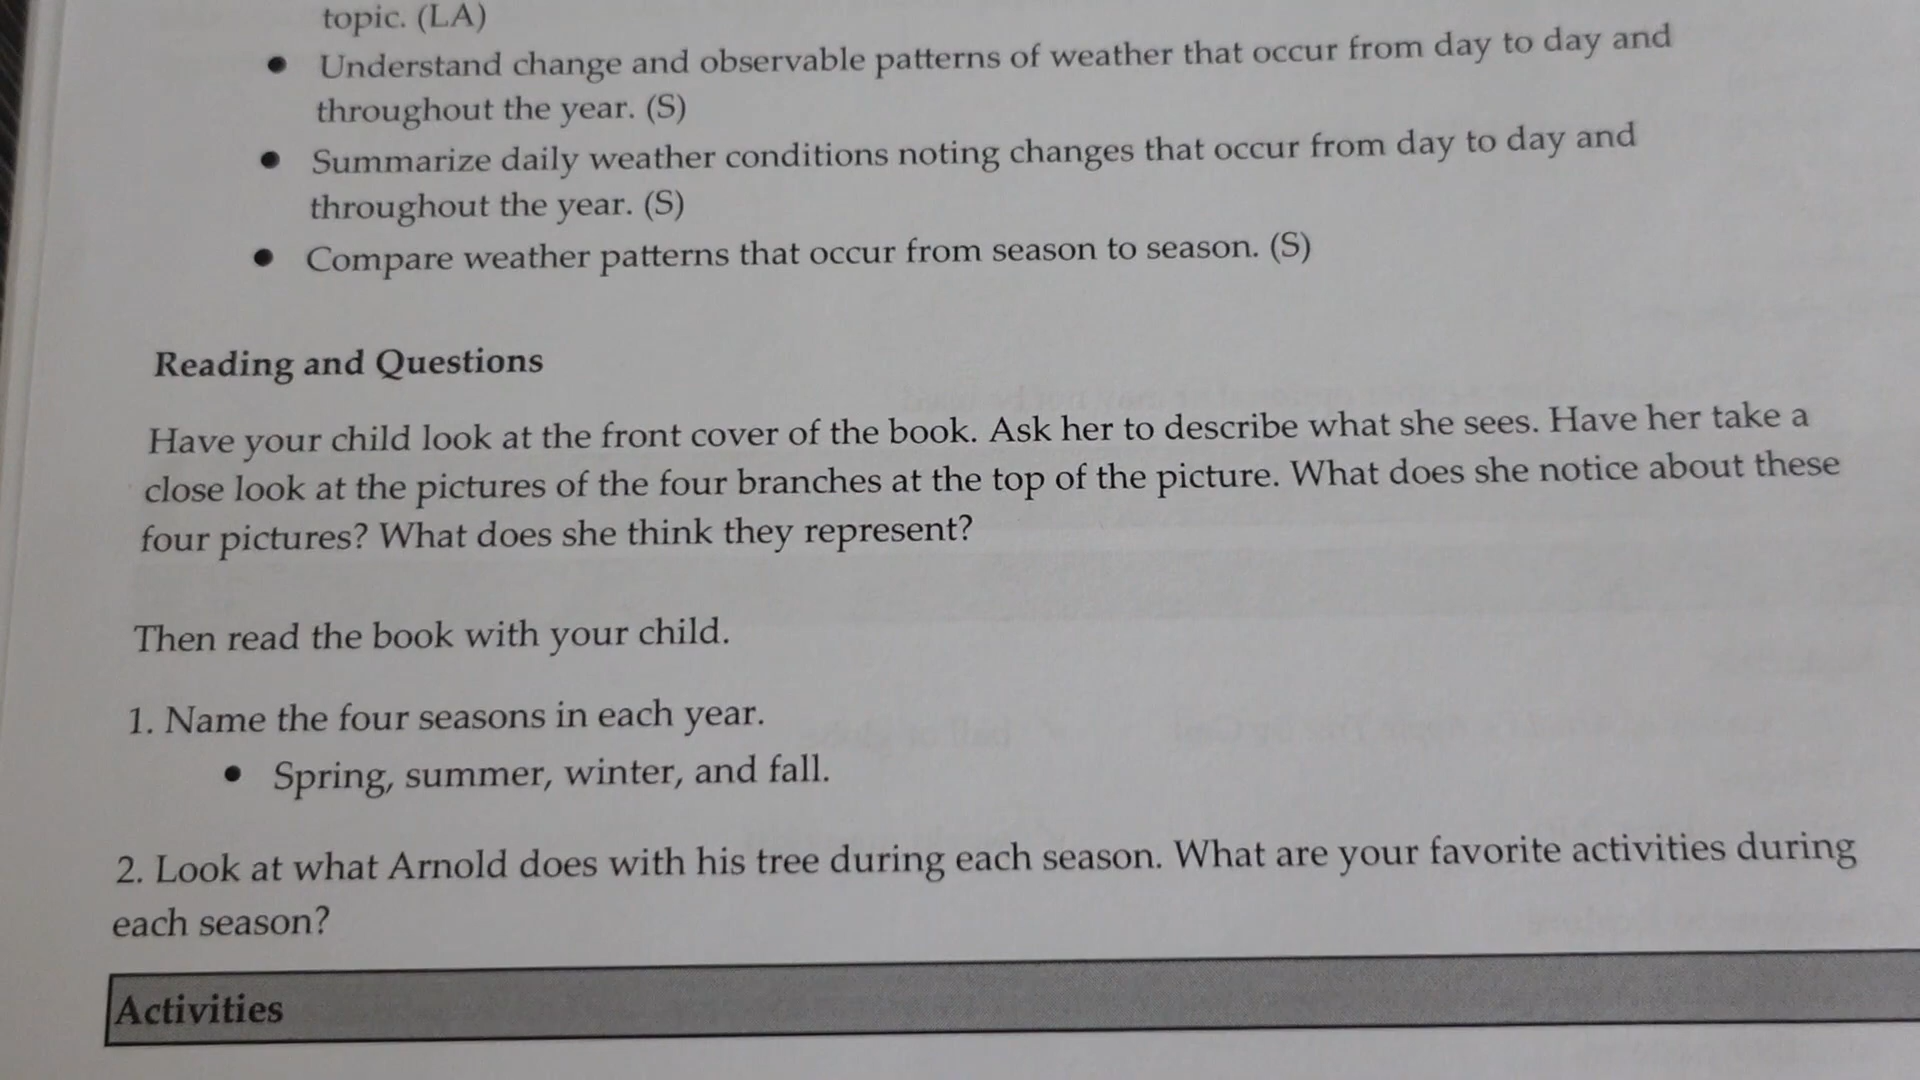 topic. (LA)
● Understand change and observable patterns of weather that occur from day to day and
throughout the year. (S)
● Summarize daily weather conditions noting changes that occur from day to day and
throughout the year. (S)
● Compare weather patterns that occur from season to season. (S)
Reading and Questions
Have your child look at the front cover of the book. Ask her to describe what she sees. Have her take a
close look at the pictures of the four branches at the top of the picture. What does she notice about these
four pictures? What does she think they represent?
Then read the book with your child.
1. Name the four seasons in each year.
● Spring, summer, winter, and fall.
2. Look at what Arnold does with his tree during each season. What are your favorite activities during
each season?
Activities